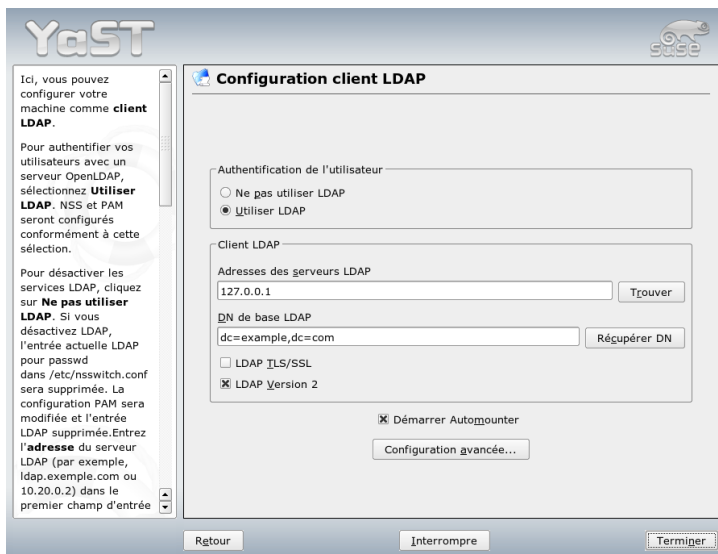 YaST
SUSE
Ici, vous pouvez
configurer votre
machine comme client
LDAP.
Pour authentifier vos
utilisateurs avec un
serveur OpenLDAP,
sélectionnez Utiliser
LDAP. NSS et PAM
seront configurés
conformément à cette
sélection.
Pour désactiver les
services LDAP, cliquez
sur Ne pas utiliser
LDAP. Si vous
désactivez LDAP,
l'entrée actuelle LDAP
pour passwd
dans /etc/nsswitch.conf
sera supprimée. La
configuration PAM sera
modifiée et l'entrée
LDAP supprimée.Entrez
l'adresse du serveur
LDAP (par exemple,
ldap.exemple.com ou
10.20.0.2) dans le
premier champ d'entrée
Configuration client LDAP
Authentification de l'utilisateur
Ne pas utiliser LDAP
Utiliser LDAP
Client LDAP
Adresses des serveurs LDAP
127.0.0.1
Trouver
DN de base LDAP
dc=example,dc=com
Récupérer DN
LDAP TLS/SSL
LDAP Version 2
Démarrer Automounter
Configuration avancée...
Retour
Interrompre
Terminer